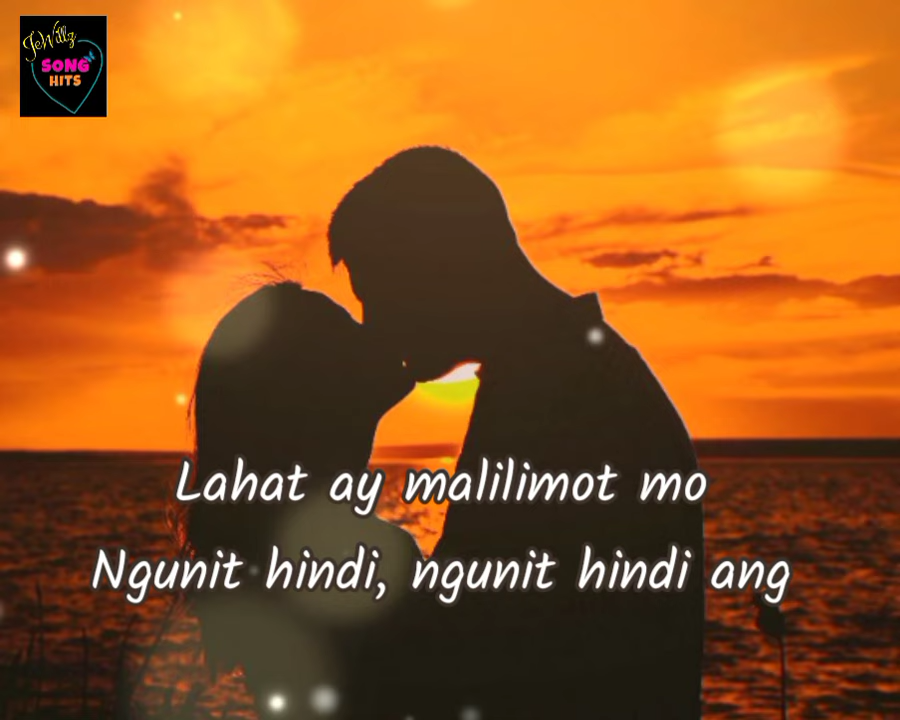 JeWillz
SONG
HITS
Lahat ay malilimot mo
Ngunit hindi, ngunit hindi ang